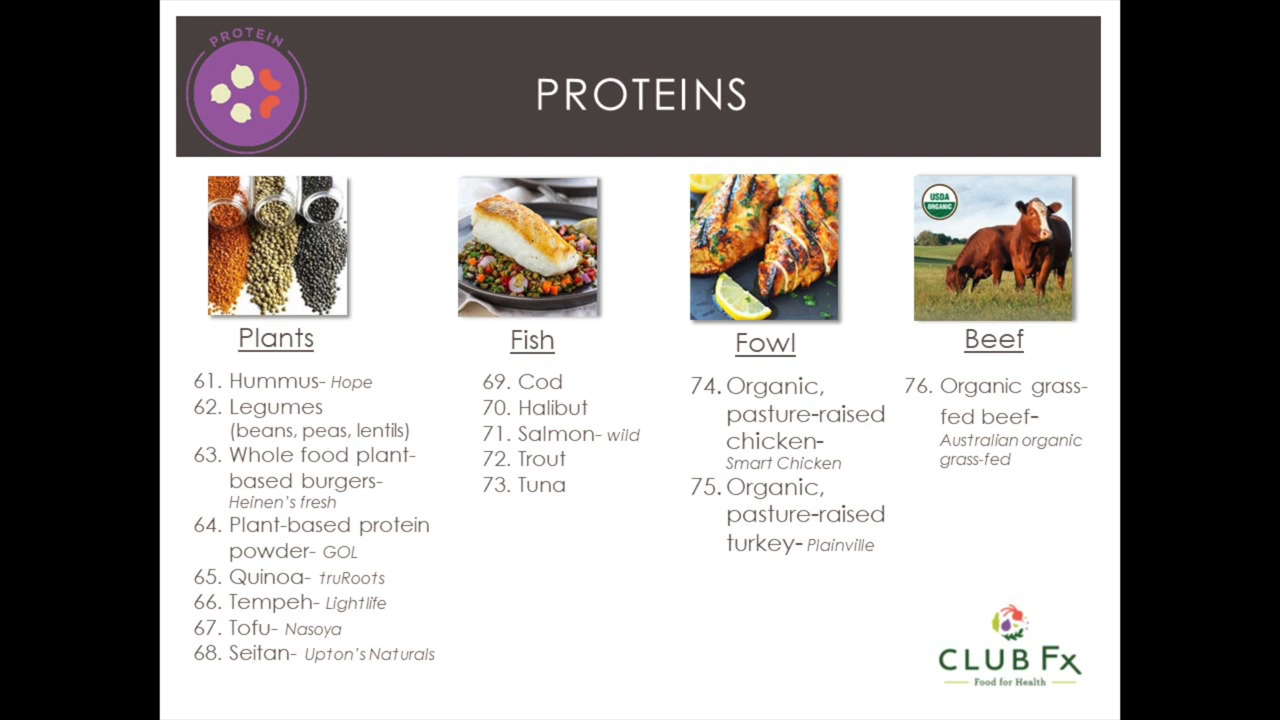 PROTEIN
PROTEINS
USDA
ORGANIC
Plants
61. Hummus- Hope
62. Legumes
(beans, peas, lentils)
63. Whole food plant-
based burgers-
Heinen's fresh
64. Plant-based protein
powder- GOL
65. Quinoa- truRoots
66. Tempeh- Lightlife
67. Tofu- Nasoya
68. Seitan- Upton's Naturals
Fish
69. Cod
70. Halibut
71. Salmon- wild
72. Trout
73. Tuna
Fowl
74. Organic,
pasture-raised
chicken-
Smart Chicken
75. Organic,
pasture-raised
turkey- Plainville
Beef
76. Organic grass-
fed beef-
Australian organic
grass-fed
CLUB Fx
Food for Health